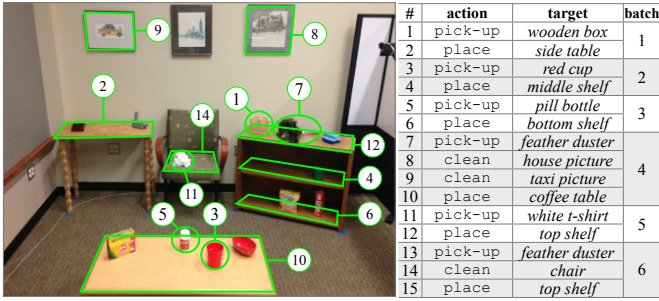 9
8
2
7
1
14
12
4
11
6
5
3
10
# action target batch
1 pick-up wooden box 1
2 place side table
3 pick-up red cup 2
4 place middle shelf
5 pick-up pill bottle 3
6 place bottom shelf
7 pick-up feather duster 4
8 clean house picture
9 clean taxi picture
10 place coffee table
11 pick-up white t-shirt 5
12 place top shelf
13 pick-up feather duster 6
14 clean chair
15 place top shelf